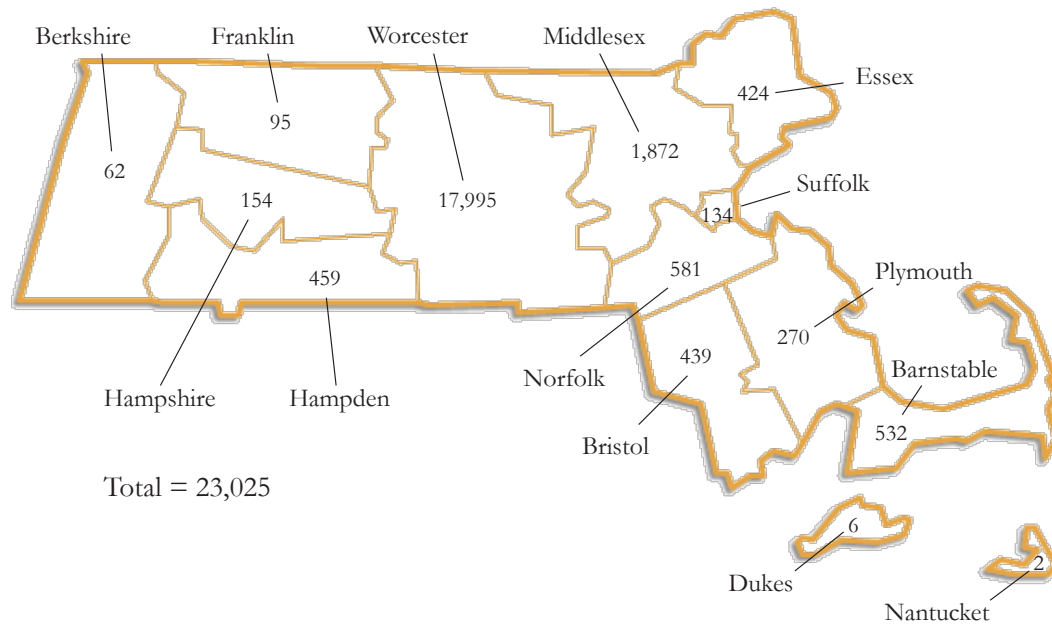 Berkshire
Franklin
Worcester
Middlesex
Essex
424
95
1,872
62
Suffolk
154
17,995
134
581
Plymouth
459
270
439
Barnstable
Norfolk
Hampshire
Hampden
532
Bristol
Total = 23,025
6
2
Dukes
Nantucket